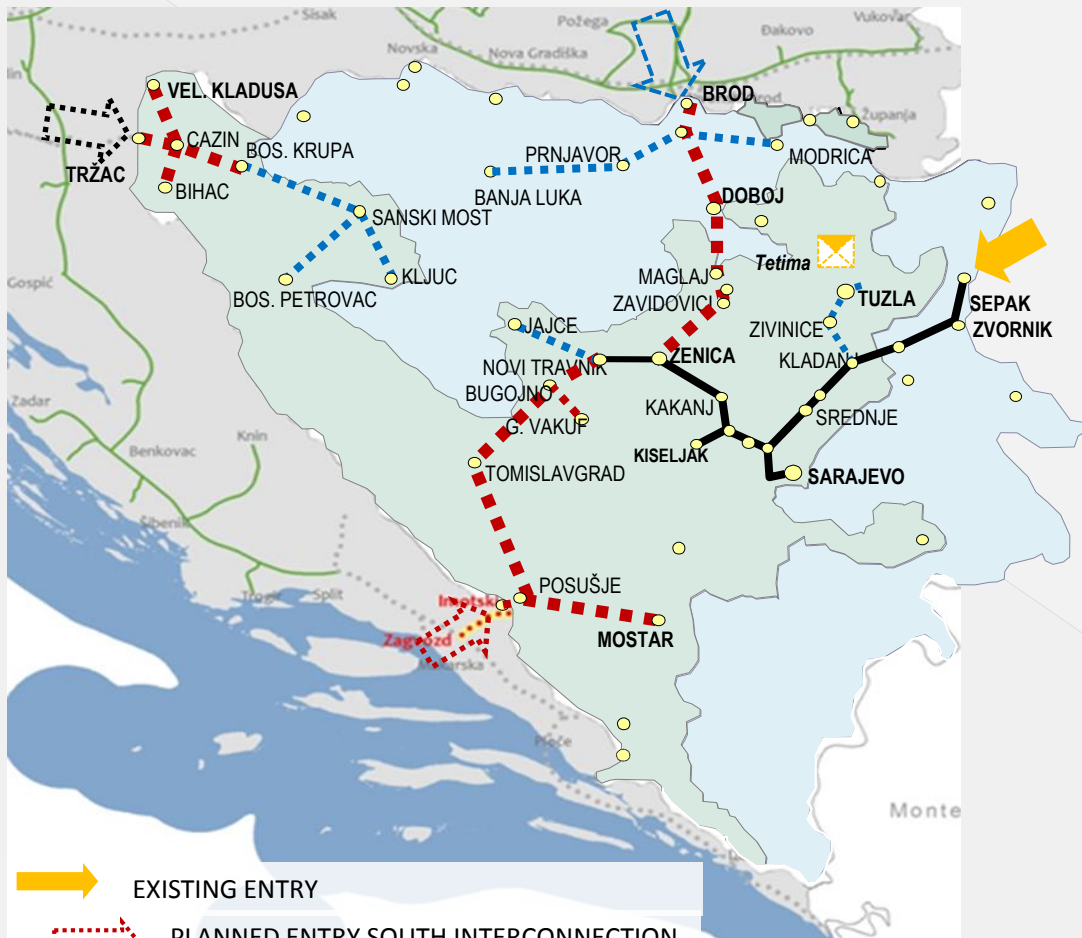 Sisak
Vukovar
Požega
Đakovo
Novska
Nova Gradiška
VEL. KLADUSA
BROD
Županja
CAZIN
BOS. KRUPA
TRŽAC
PRNJAVOR
MODRICA
BIHAC
BANJA LUKA
DOBOJ
SANSKI MOST
Tetima
Gospić
KLJUC
MAGLAJ
BOS. PETROVAC
ZAVIDOVICI
TUZLA
SEPAK
JAJCE
ZIVINICE
ZVORNIK
NOVI TRAVNIK
ZENICA
KLADANJ
BUGOJNO
Zadar
KAKANJ
SREDNJE
G. VAKUF
Knin
Benkovac
KISELJAK
TOMISLAVGRAD
SARAJEVO
Šibenik
POSUŠJE
Trogir
Split
Imotski
Zagvozd
MOSTAR
Makarska
Ploče
Monte
EXISTING ENTRY
PLANNED ENTRY SOUTH INTERCONNECTION